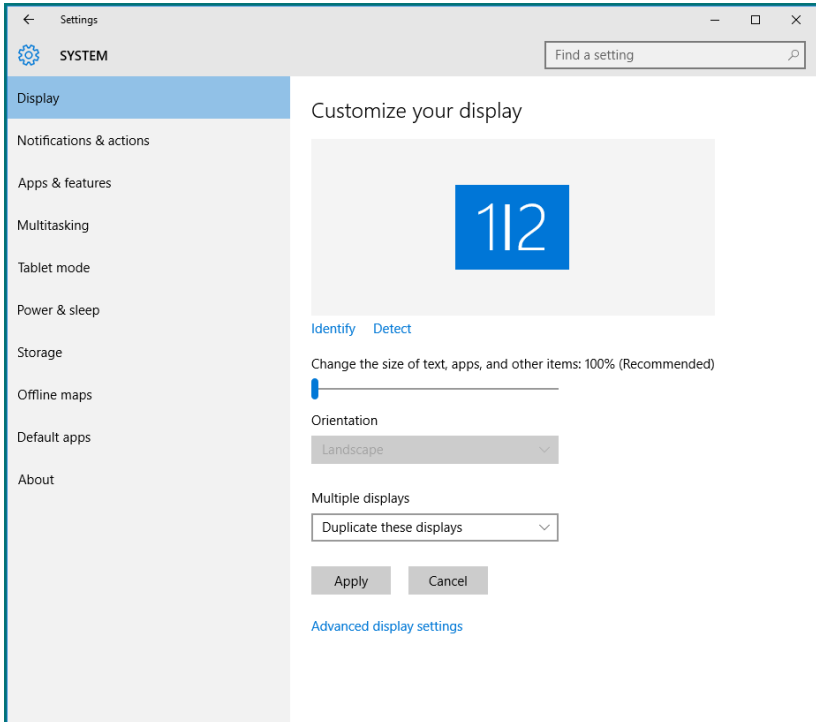 Settings
SYSTEM
Find a setting
Display
Notifications & actions
Apps & features
Multitasking
Tablet mode
Power & sleep
Storage
Offline maps
Default apps
About
Customize your display
1|2
Identify Detect
Change the size of text, apps, and other items: 100% (Recommended)
Orientation
Landscape
Multiple displays
Duplicate these displays
Apply Cancel
Advanced display settings